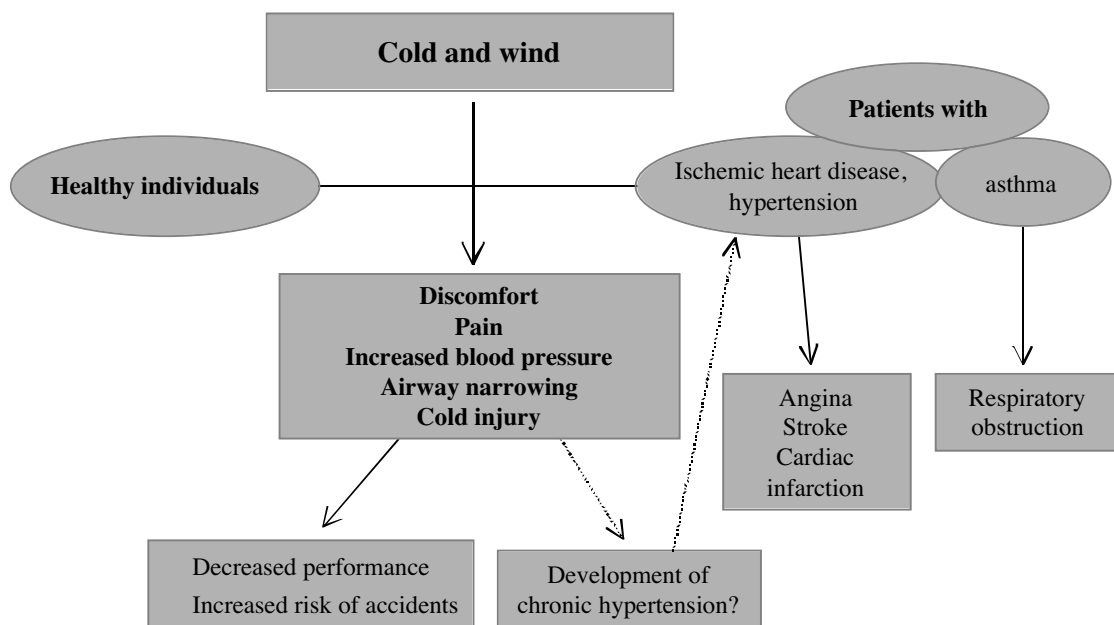 Cold and wind
Patients with
Healthy individuals
Ischemic heart disease,
hypertension
asthma
Discomfort
Pain
Increased blood pressure
Airway narrowing
Cold injury
Angina
Stroke
Cardiac
infarction
Respiratory
obstruction
Decreased performance
Increased risk of accidents
Development of
chronic hypertension?